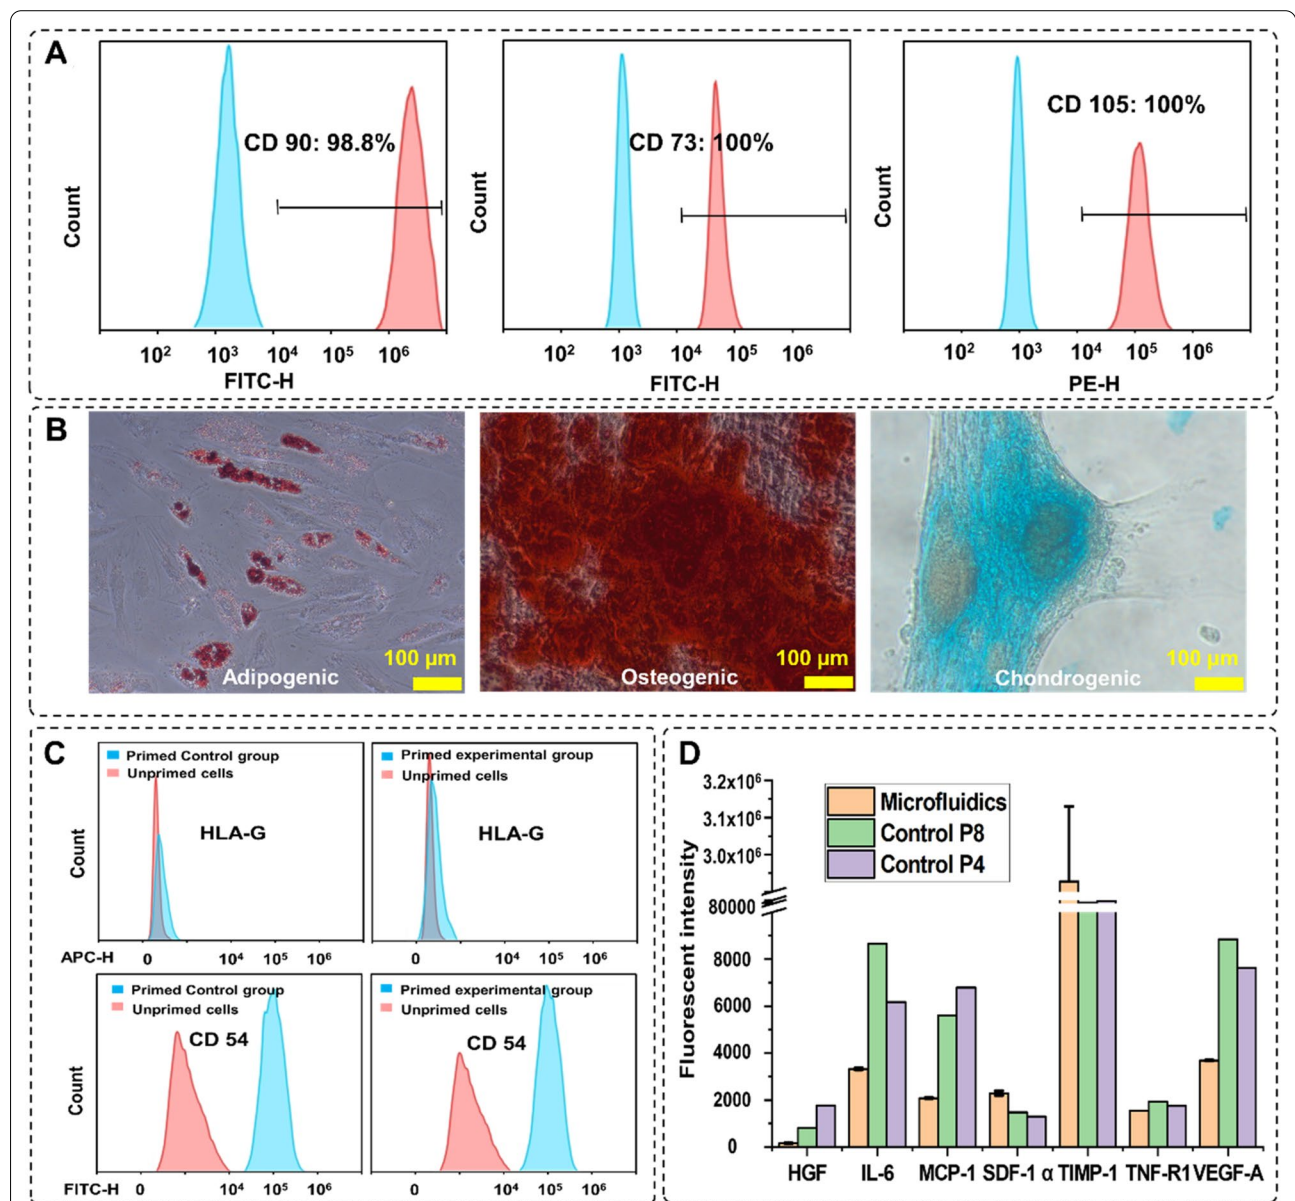 A
CD 90: 98.8%
Count
10² 10³ 10⁴ 10⁵ 10⁶
FITC-H
CD 73: 100%
Count
10² 10³ 10⁴ 10⁵ 10⁶
FITC-H
CD 105: 100%
Count
10² 10³ 10⁴ 10⁵ 10⁶
PE-H
B
100 µm
Adipogenic
100 µm
Osteogenic
100 µm
Chondrogenic
C
Primed Control group
Unprimed cells
HLA-G
Count
APC-H 0 10⁴ 10⁵ 10⁶
Primed experimental group
Unprimed cells
HLA-G
0 10⁴ 10⁵ 10⁶
Primed Control group
Unprimed cells
CD 54
Count
FITC-H 0 10⁴ 10⁵ 10⁶
Primed experimental group
Unprimed cells
CD 54
0 10⁴ 10⁵ 10⁶
D
Fluorescent intensity
3.2x10⁶
3.1x10⁶
3.0x10⁶
80000
8000
6000
4000
2000
0
Microfluidics
Control P8
Control P4
HGF IL-6 MCP-1 SDF-1 α TIMP-1 TNF-R1 VEGF-A